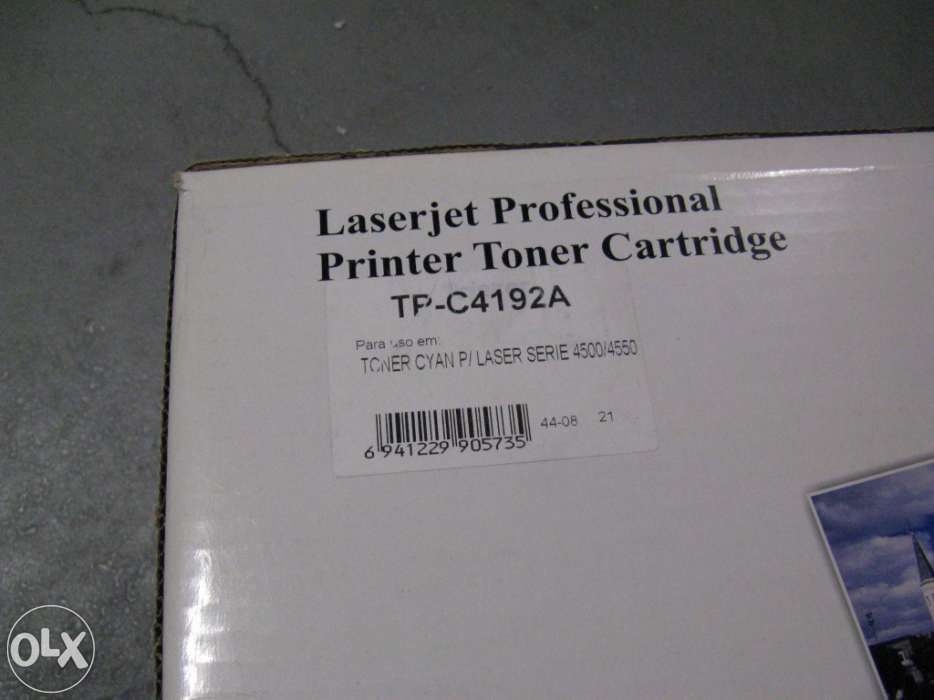 Laserjet Professional
Printer Toner Cartridge
TP-C4192A
Para uso em:
TONER CYAN P/ LASER SERIE 4500/4550
6 941229 905735
44-08 21
OLX